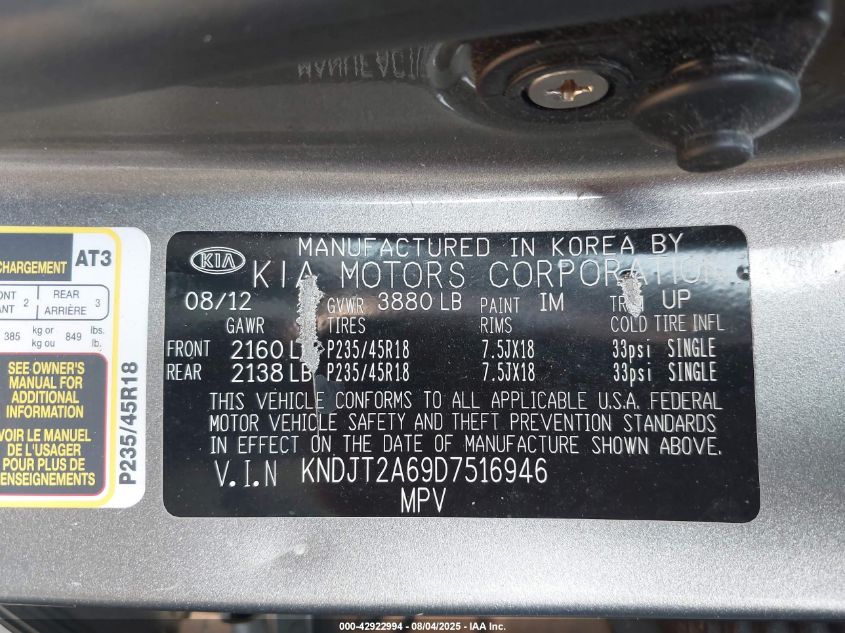 CHARGEMENT AT3
2 REAR 3
ARRIÈRE
385 kg or 849 lbs.
kg ou lb.
SEE OWNER'S
MANUAL FOR
ADDITIONAL
INFORMATION
VOIR LE MANUEL
DE L'USAGER
POUR PLUS DE
RENSEIGNEMENTS
P235/45R18
KIA MANUFACTURED IN KOREA BY
KIA MOTORS CORPORATION
08/12 GVWR 3880 LB PAINT IM UP
GAWR TIRES RIMS COLD TIRE INFL
FRONT 2160 P235/45R18 7.5JX18 33psi SINGLE
REAR 2138 LB P235/45R18 7.5JX18 33psi SINGLE
THIS VEHICLE CONFORMS TO ALL APPLICABLE U.S.A. FEDERAL
MOTOR VEHICLE SAFETY AND THEFT PREVENTION STANDARDS
IN EFFECT ON THE DATE OF MANUFACTURE SHOWN ABOVE.
V.I.N KNDJT2A69D7516946
MPV
000-42922994 - 08/04/2025 - IAA Inc.